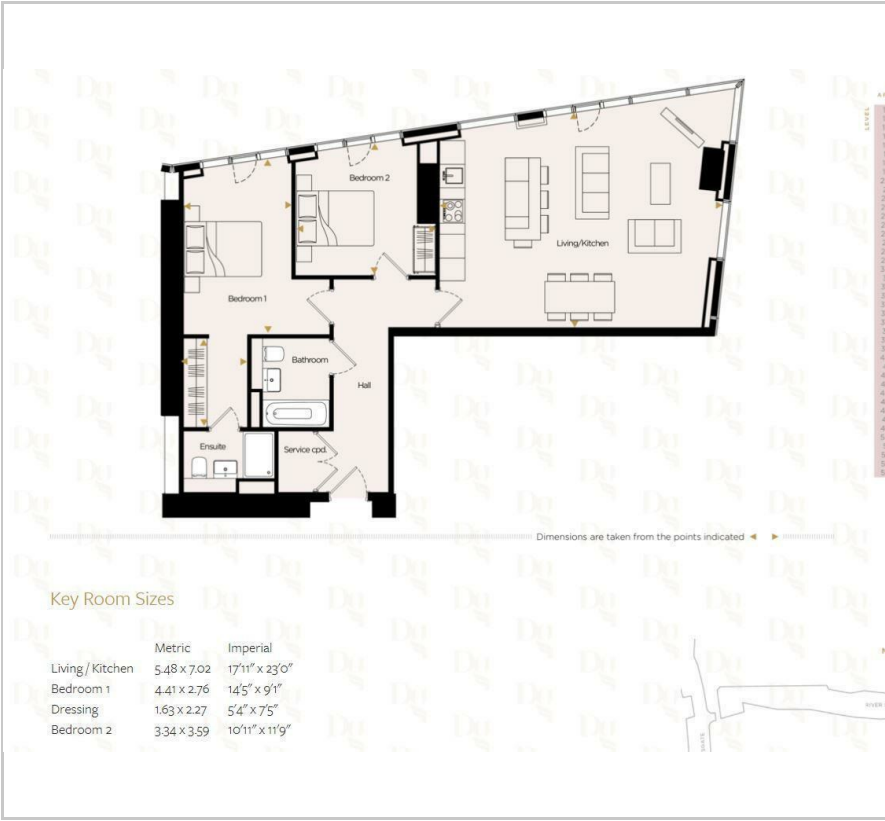 LEVEL
Bedroom 2
Living/Kitchen
Bedroom 1
Bathroom
Hall
Ensuite
Service cpd.
Dimensions are taken from the points indicated
Key Room Sizes
Metric Imperial
Living / Kitchen 5.48 x 7.02 17'11" x 23'0"
Bedroom 1 4.41 x 2.76 14'5" x 9'1"
Dressing 1.63 x 2.27 5'4" x 7'5"
Bedroom 2 3.34 x 3.59 10'11" x 11'9"
RIVER